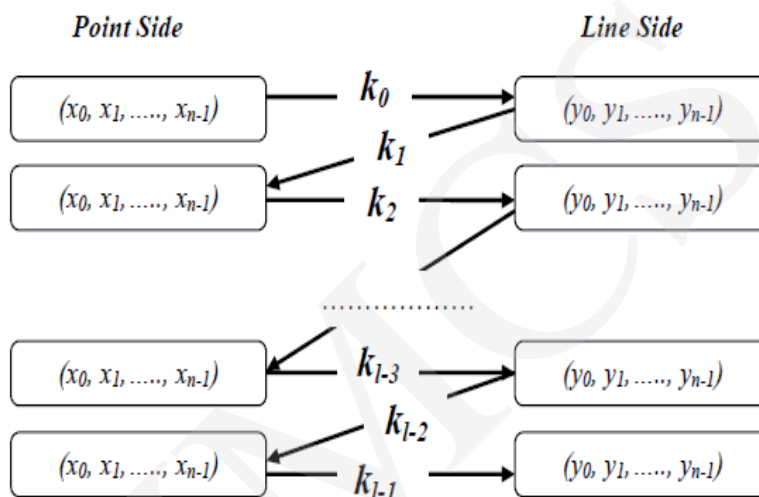 Point Side Line Side
(x0, x1, ....., xn-1) k0 (y0, y1, ....., yn-1)
k1
(x0, x1, ....., xn-1) k2 (y0, y1, ....., yn-1)
....................
(x0, x1, ....., xn-1) kl-3 (y0, y1, ....., yn-1)
kl-2
(x0, x1, ....., xn-1) kl-1 (y0, y1, ....., yn-1)